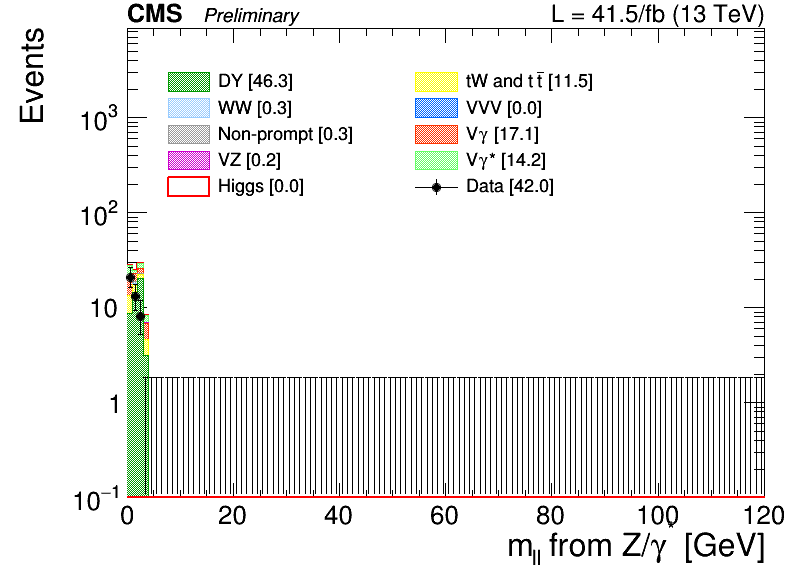 CMS Preliminary L = 41.5/fb (13 TeV)
Events
DY [46.3] tW and tt̅ [11.5]
WW [0.3] VVV [0.0]
Non-prompt [0.3] Vγ [17.1]
VZ [0.2] Vγ* [14.2]
Higgs [0.0] Data [42.0]
10³
10²
10
1
10⁻¹
0 20 40 60 80 100 120
m_ll from Z/γ* [GeV]